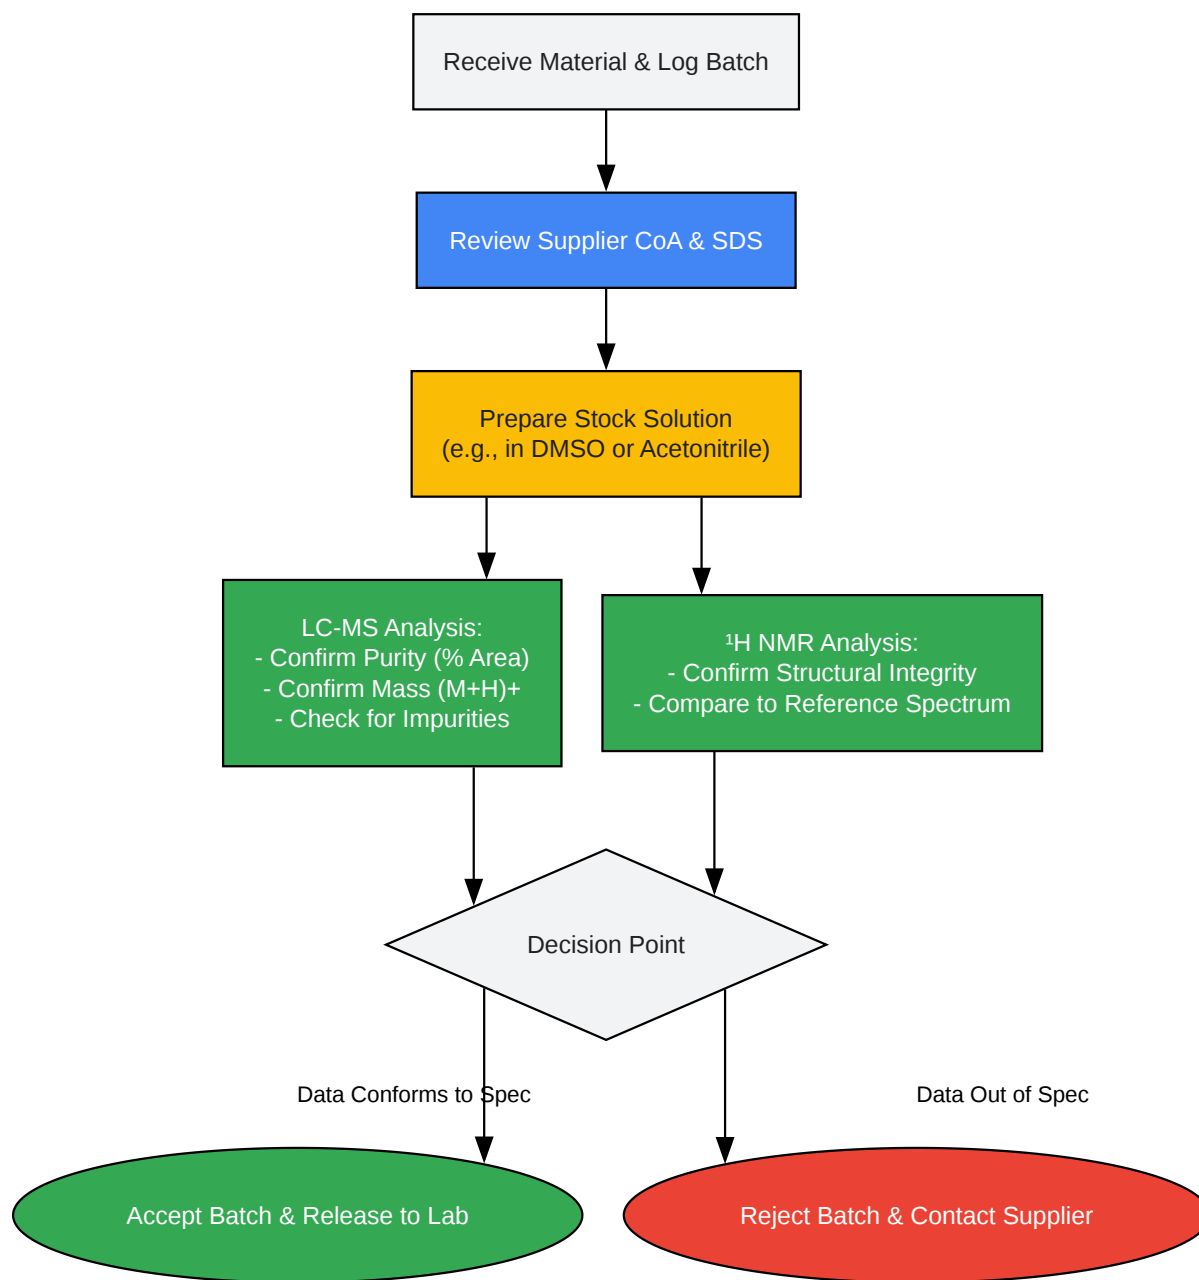 Receive Material & Log Batch
Review Supplier CoA & SDS
Prepare Stock Solution
(e.g., in DMSO or Acetonitrile)
LC-MS Analysis:
- Confirm Purity (% Area)
- Confirm Mass (M+H)+
- Check for Impurities
¹H NMR Analysis:
- Confirm Structural Integrity
- Compare to Reference Spectrum
Decision Point
Data Conforms to Spec
Data Out of Spec
Accept Batch & Release to Lab
Reject Batch & Contact Supplier